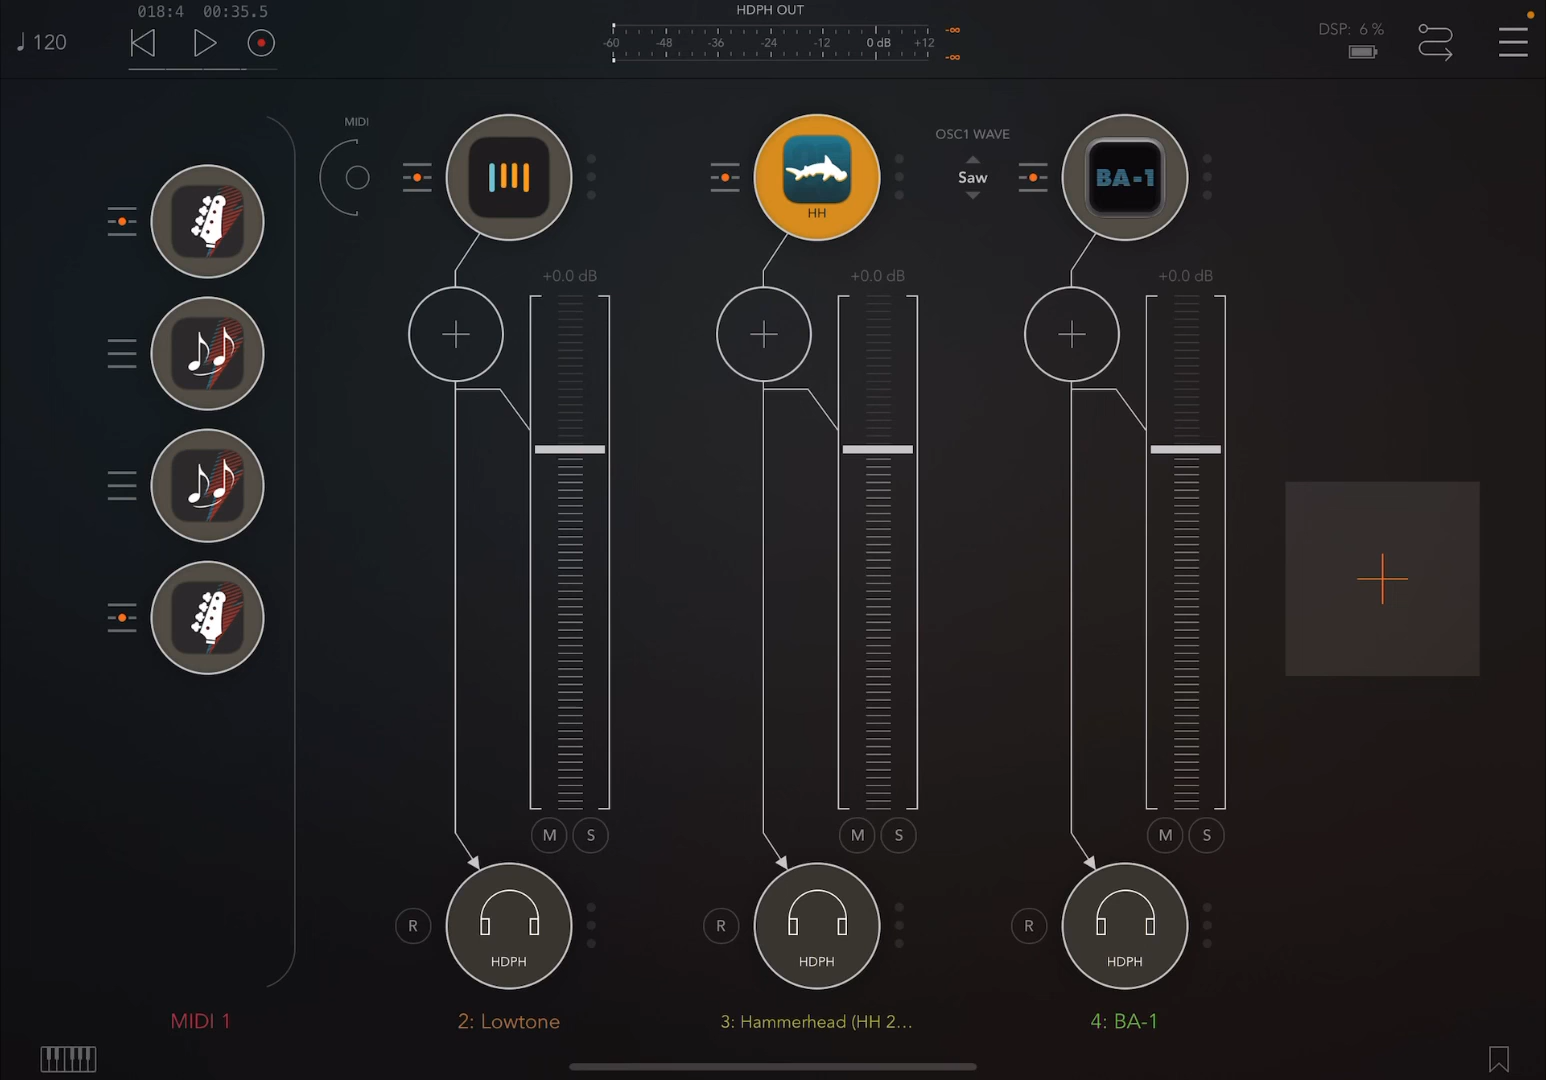 018:4 00:35.5
HDPH OUT
♩ 120
-60 -48 -36 -24 -12 0 dB +12
-∞
-∞
DSP: 6 %
MIDI
HH
OSC1 WAVE
Saw
BA-1
+0.0 dB +0.0 dB +0.0 dB
M S M S M S
R HDPH R HDPH R HDPH
MIDI 1 2: Lowtone 3: Hammerhead (HH 2... 4: BA-1